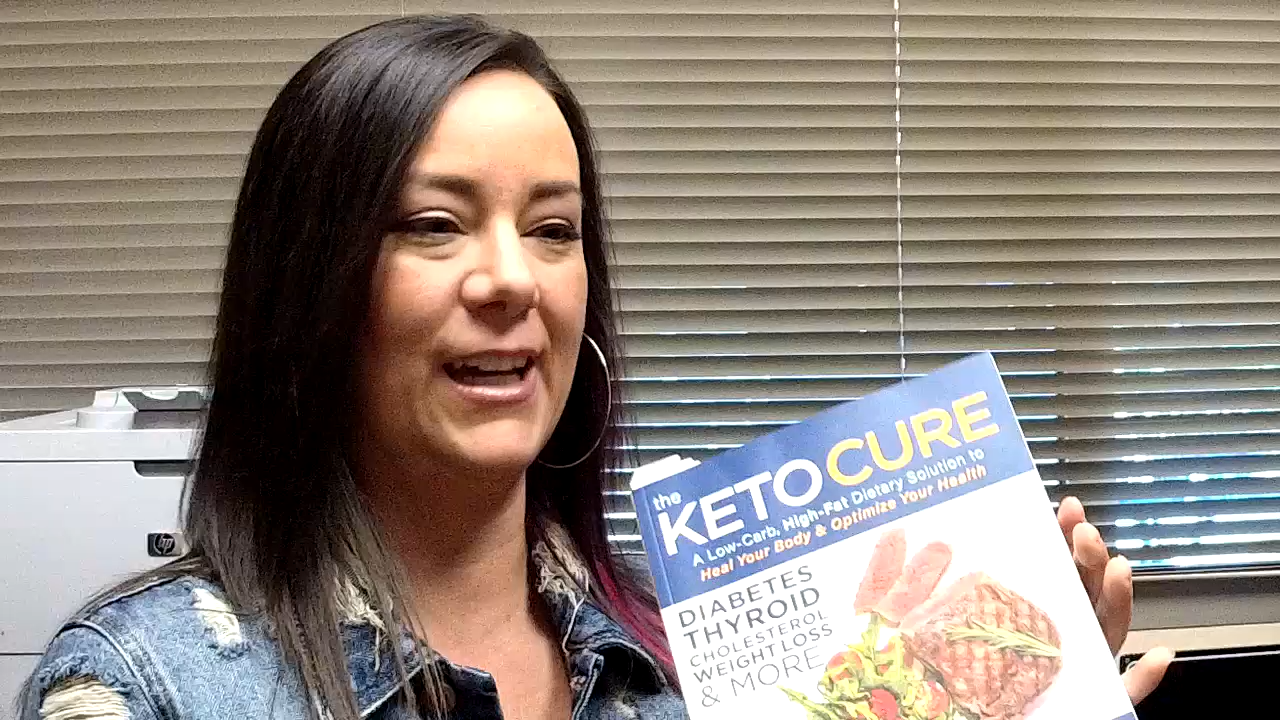 the
KETO CURE
A Low-Carb, High-Fat Dietary Solution to
Heal Your Body & Optimize Your Health
DIABETES
THYROID
CHOLESTEROL
WEIGHT LOSS
& MORE
hp